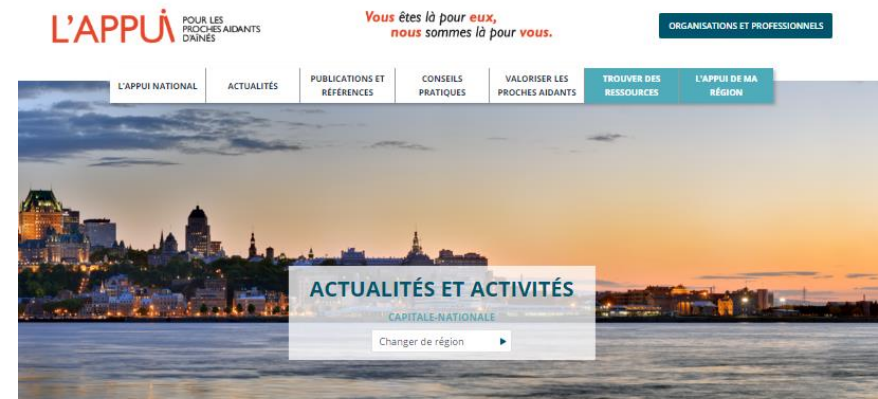 L'APPUI POUR LES
PROCHES AIDANTS
D'AÎNÉS
Vous êtes là pour eux,
nous sommes là pour vous.
ORGANISATIONS ET PROFESSIONNELS
L'APPUI NATIONAL
ACTUALITÉS
PUBLICATIONS ET
RÉFÉRENCES
CONSEILS
PRATIQUES
VALORISER LES
PROCHES AIDANTS
TROUVER DES
RESSOURCES
L'APPUI DE MA
RÉGION
ACTUALITÉS ET ACTIVITÉS
CAPITALE-NATIONALE
Changer de région